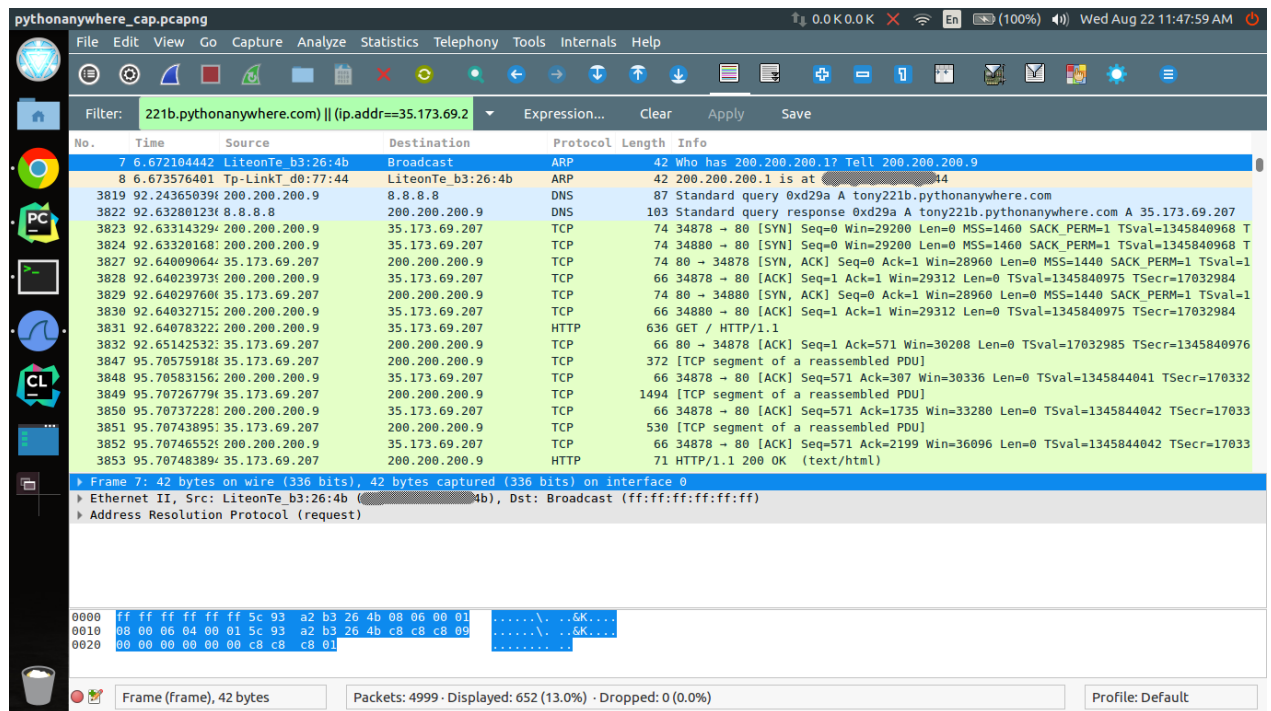 pythonanywhere_cap.pcapng 0.0 K 0.0 K En (100%) Wed Aug 22 11:47:59 AM
File Edit View Go Capture Analyze Statistics Telephony Tools Internals Help
Filter: 221b.pythonanywhere.com) || (ip.addr==35.173.69.2 Expression... Clear Apply Save
No. Time Source Destination Protocol Length Info
7 6.672104442 LiteonTe_b3:26:4b Broadcast ARP 42 Who has 200.200.200.1? Tell 200.200.200.9
8 6.673576401 Tp-LinkT_d0:77:44 LiteonTe_b3:26:4b ARP 42 200.200.200.1 is at 44
3819 92.243650398 200.200.200.9 8.8.8.8 DNS 87 Standard query 0xd29a A tony221b.pythonanywhere.com
3822 92.632801236 8.8.8.8 200.200.200.9 DNS 103 Standard query response 0xd29a A tony221b.pythonanywhere.com A 35.173.69.207
3823 92.633143294 200.200.200.9 35.173.69.207 TCP 74 34878 → 80 [SYN] Seq=0 Win=29200 Len=0 MSS=1460 SACK_PERM=1 TSval=1345840968 T
3824 92.633201681 200.200.200.9 35.173.69.207 TCP 74 34880 → 80 [SYN] Seq=0 Win=29200 Len=0 MSS=1460 SACK_PERM=1 TSval=1345840968 T
3827 92.640090644 35.173.69.207 200.200.200.9 TCP 74 80 → 34878 [SYN, ACK] Seq=0 Ack=1 Win=28960 Len=0 MSS=1440 SACK_PERM=1 TSval=1
3828 92.640239739 200.200.200.9 35.173.69.207 TCP 66 34878 → 80 [ACK] Seq=1 Ack=1 Win=29312 Len=0 TSval=1345840975 TSecr=17032984
3829 92.640297600 35.173.69.207 200.200.200.9 TCP 74 80 → 34880 [SYN, ACK] Seq=0 Ack=1 Win=28960 Len=0 MSS=1440 SACK_PERM=1 TSval=1
3830 92.640327152 200.200.200.9 35.173.69.207 TCP 66 34880 → 80 [ACK] Seq=1 Ack=1 Win=29312 Len=0 TSval=1345840975 TSecr=17032984
3831 92.640783222 200.200.200.9 35.173.69.207 HTTP 636 GET / HTTP/1.1
3832 92.651425323 35.173.69.207 200.200.200.9 TCP 66 80 → 34878 [ACK] Seq=1 Ack=571 Win=30208 Len=0 TSval=17032985 TSecr=1345840976
3847 95.705759188 35.173.69.207 200.200.200.9 TCP 372 [TCP segment of a reassembled PDU]
3848 95.705831562 200.200.200.9 35.173.69.207 TCP 66 34878 → 80 [ACK] Seq=571 Ack=307 Win=30336 Len=0 TSval=1345844041 TSecr=170332
3849 95.707267796 35.173.69.207 200.200.200.9 TCP 1494 [TCP segment of a reassembled PDU]
3850 95.707372281 200.200.200.9 35.173.69.207 TCP 66 34878 → 80 [ACK] Seq=571 Ack=1735 Win=33280 Len=0 TSval=1345844042 TSecr=17033
3851 95.707438951 35.173.69.207 200.200.200.9 TCP 530 [TCP segment of a reassembled PDU]
3852 95.707465529 200.200.200.9 35.173.69.207 TCP 66 34878 → 80 [ACK] Seq=571 Ack=2199 Win=36096 Len=0 TSval=1345844042 TSecr=17033
3853 95.707483894 35.173.69.207 200.200.200.9 HTTP 71 HTTP/1.1 200 OK (text/html)
Frame 7: 42 bytes on wire (336 bits), 42 bytes captured (336 bits) on interface 0
Ethernet II, Src: LiteonTe_b3:26:4b ( 4b), Dst: Broadcast (ff:ff:ff:ff:ff:ff)
Address Resolution Protocol (request)
0000 ff ff ff ff ff ff 5c 93 a2 b3 26 4b 08 06 00 01 ......\. ..&K....
0010 08 00 06 04 00 01 5c 93 a2 b3 26 4b c8 c8 c8 09 ......\. ..&K....
0020 00 00 00 00 00 00 c8 c8 c8 01 ........ ..
PC
CL
Frame (frame), 42 bytes Packets: 4999 · Displayed: 652 (13.0%) · Dropped: 0 (0.0%) Profile: Default